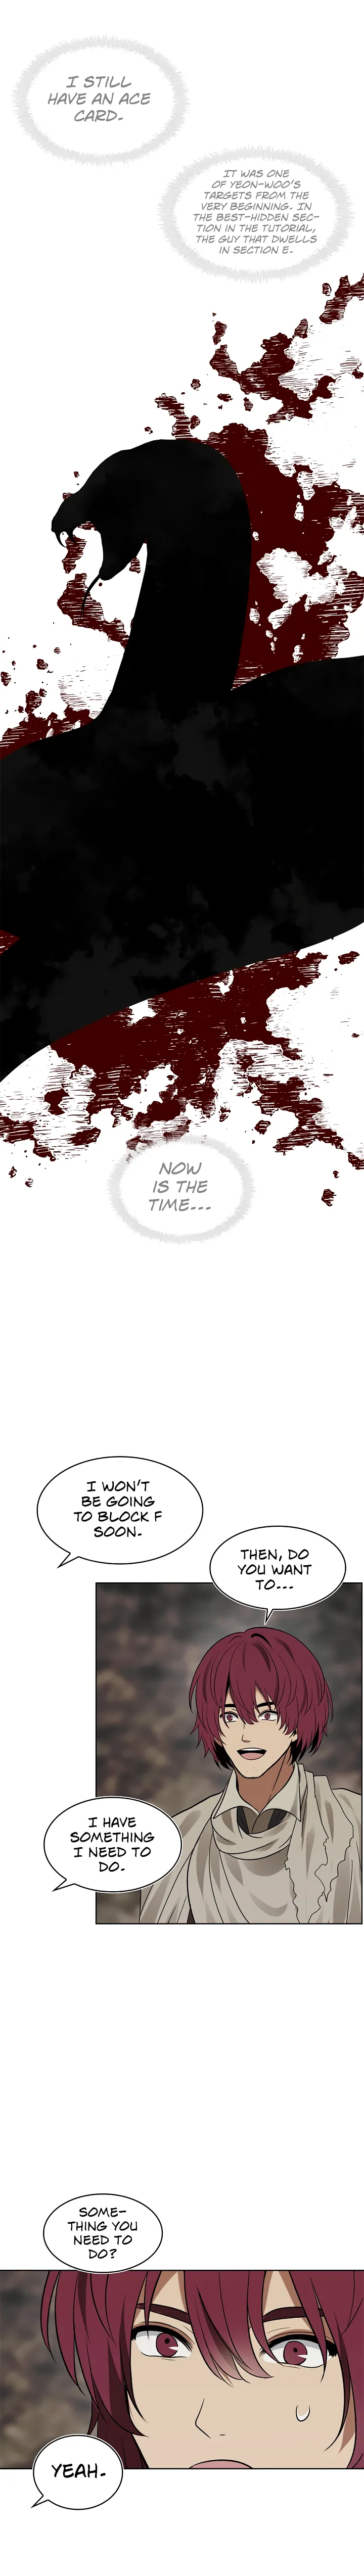 I STILL
HAVE AN ACE
CARD.
IT WAS ONE
OF YEON-WOO'S
TARGETS FROM THE
VERY BEGINNING. IN
THE BEST-HIDDEN SEC-
TION IN THE TUTORIAL,
THE GUY THAT DWELLS
IN SECTION E.
NOW
IS THE
TIME...
I WON'T
BE GOING
TO BLOCK F
SOON.
THEN, DO
YOU WANT
TO...
I HAVE
SOMETHING
I NEED TO
DO.
SOME-
THING YOU
NEED TO
DO?
YEAH.